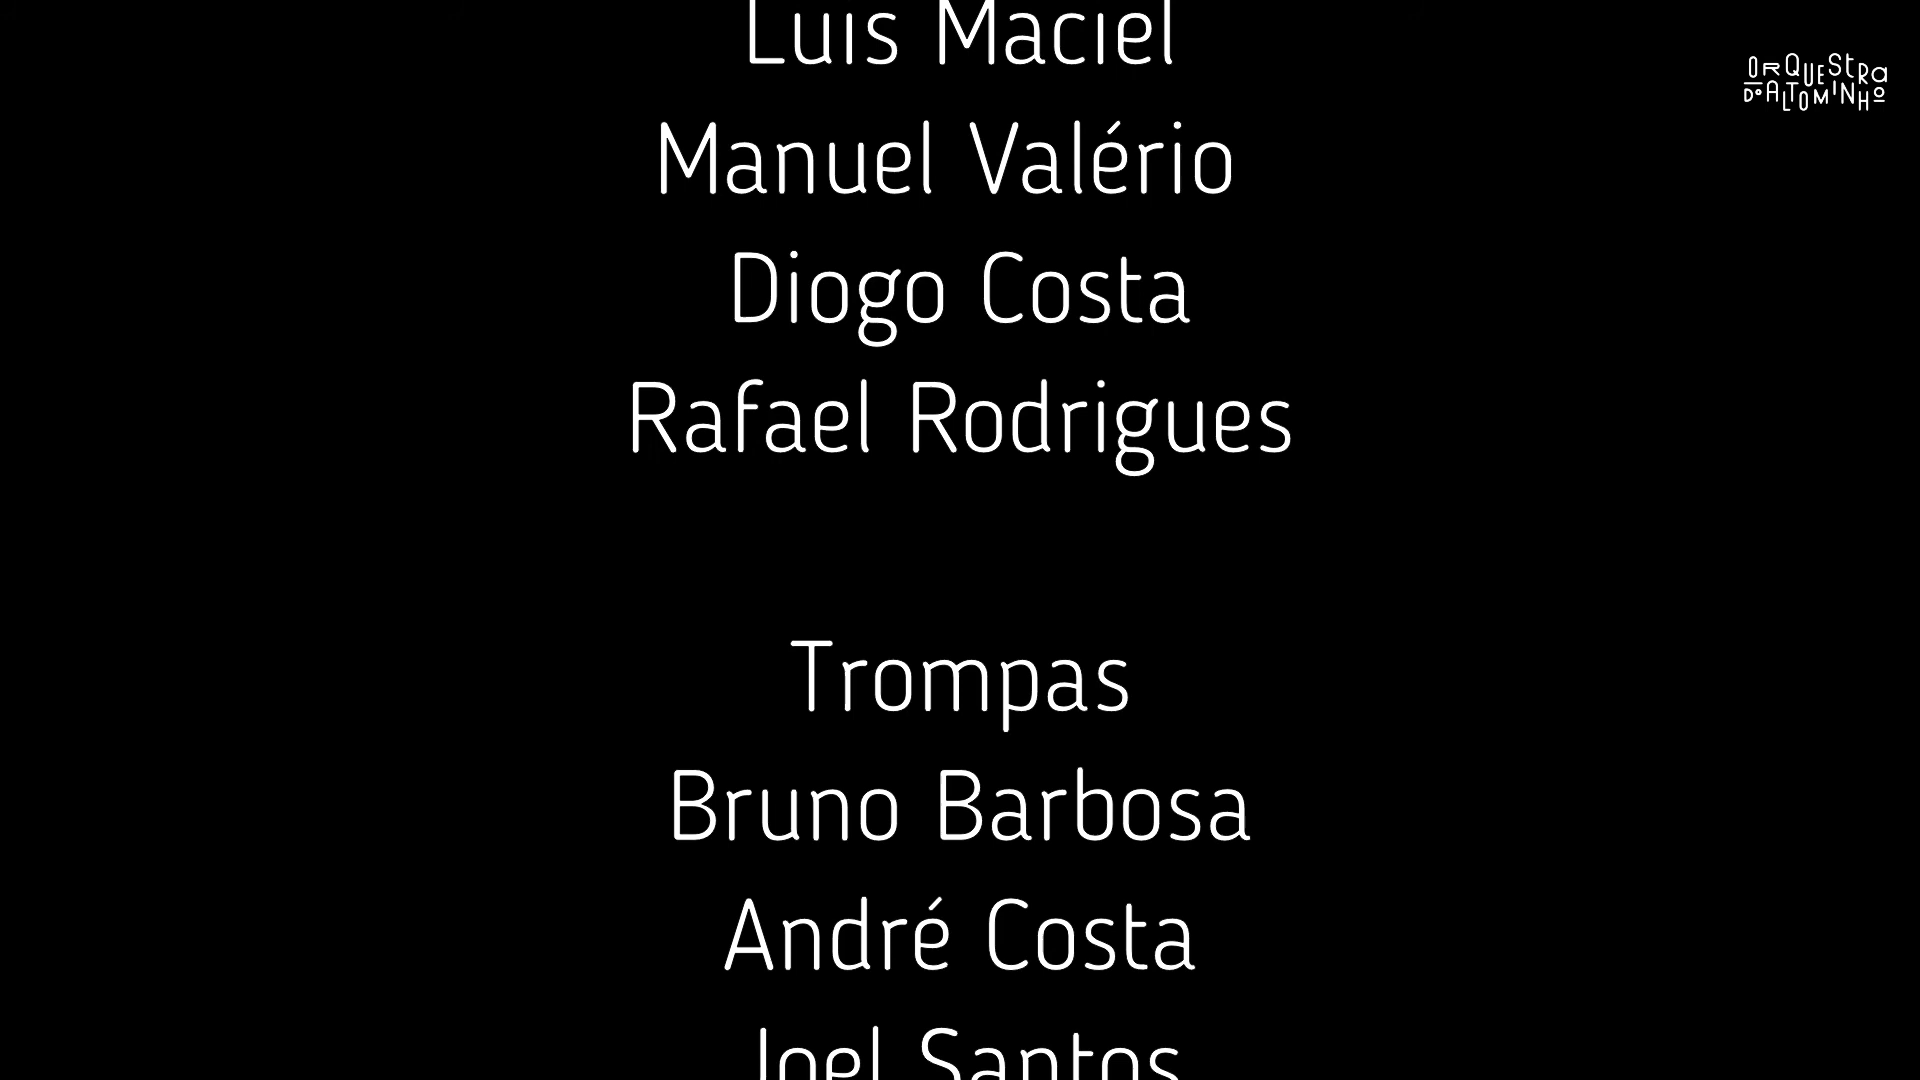 Luis Maciel
Manuel Valério
Diogo Costa
Rafael Rodrigues
Trompas
Bruno Barbosa
André Costa
Joel Santos
ORQUEStRa
DO ALTO MINHO